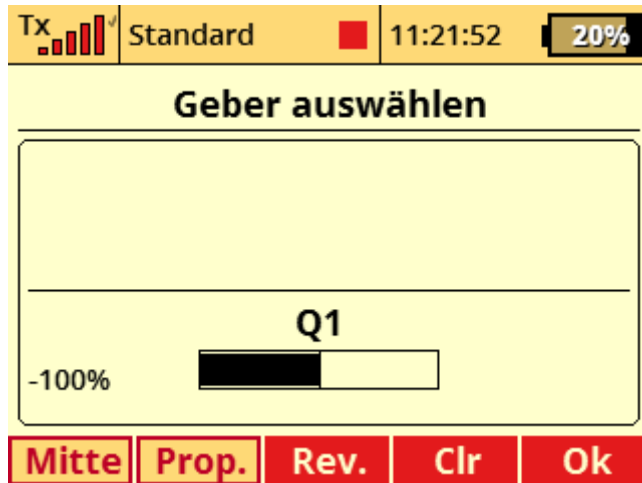 Tx Standard 11:21:52 20%
Geber auswählen
Q1
-100%
Mitte Prop. Rev. Clr Ok